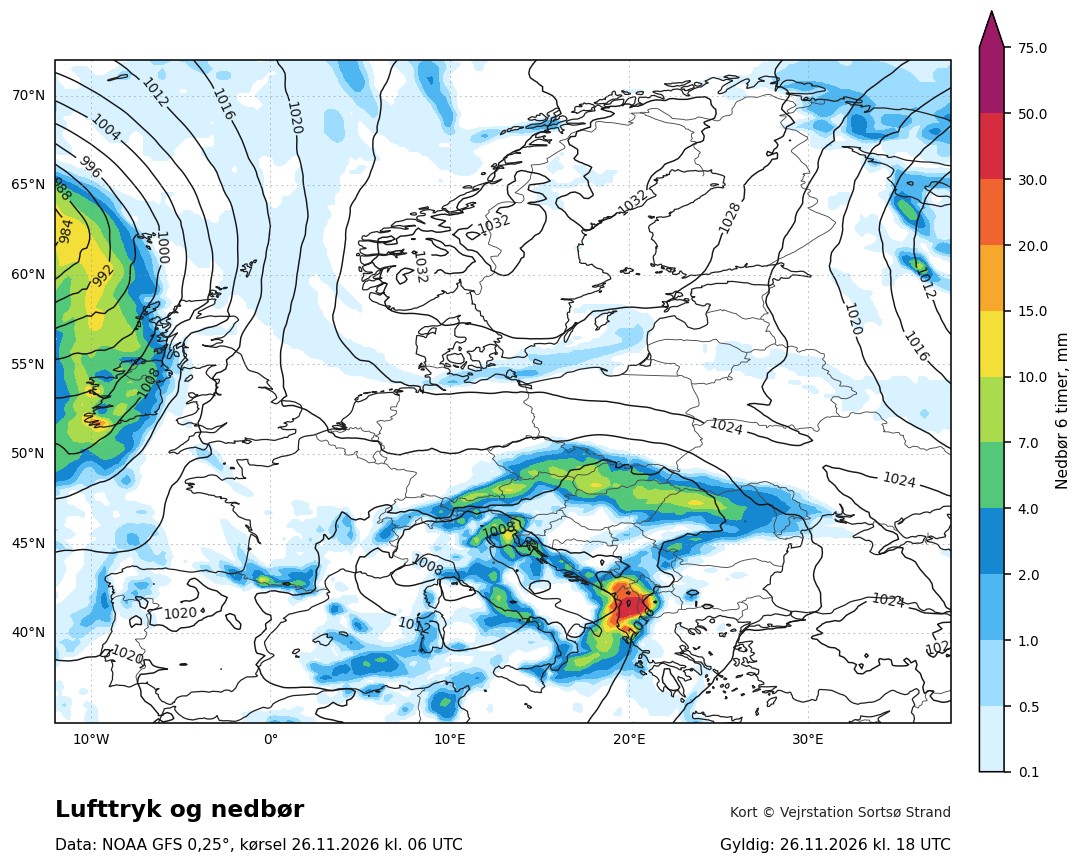 70°N
65°N
60°N
55°N
50°N
45°N
40°N
10°W
0°
10°E
20°E
30°E
1012
1016
1020
1004
996
988
984
992
1000
1008
1032
1032
1032
1028
1012
1020
1016
1024
1024
1024
1008
1008
1012
1020
1020
1016
75.0
50.0
30.0
20.0
15.0
10.0
7.0
4.0
2.0
1.0
0.5
0.1
Nedbør 6 timer, mm
Lufttryk og nedbør
Kort © Vejrstation Sortsø Strand
Data: NOAA GFS 0,25°, kørsel 26.11.2026 kl. 06 UTC
Gyldig: 26.11.2026 kl. 18 UTC